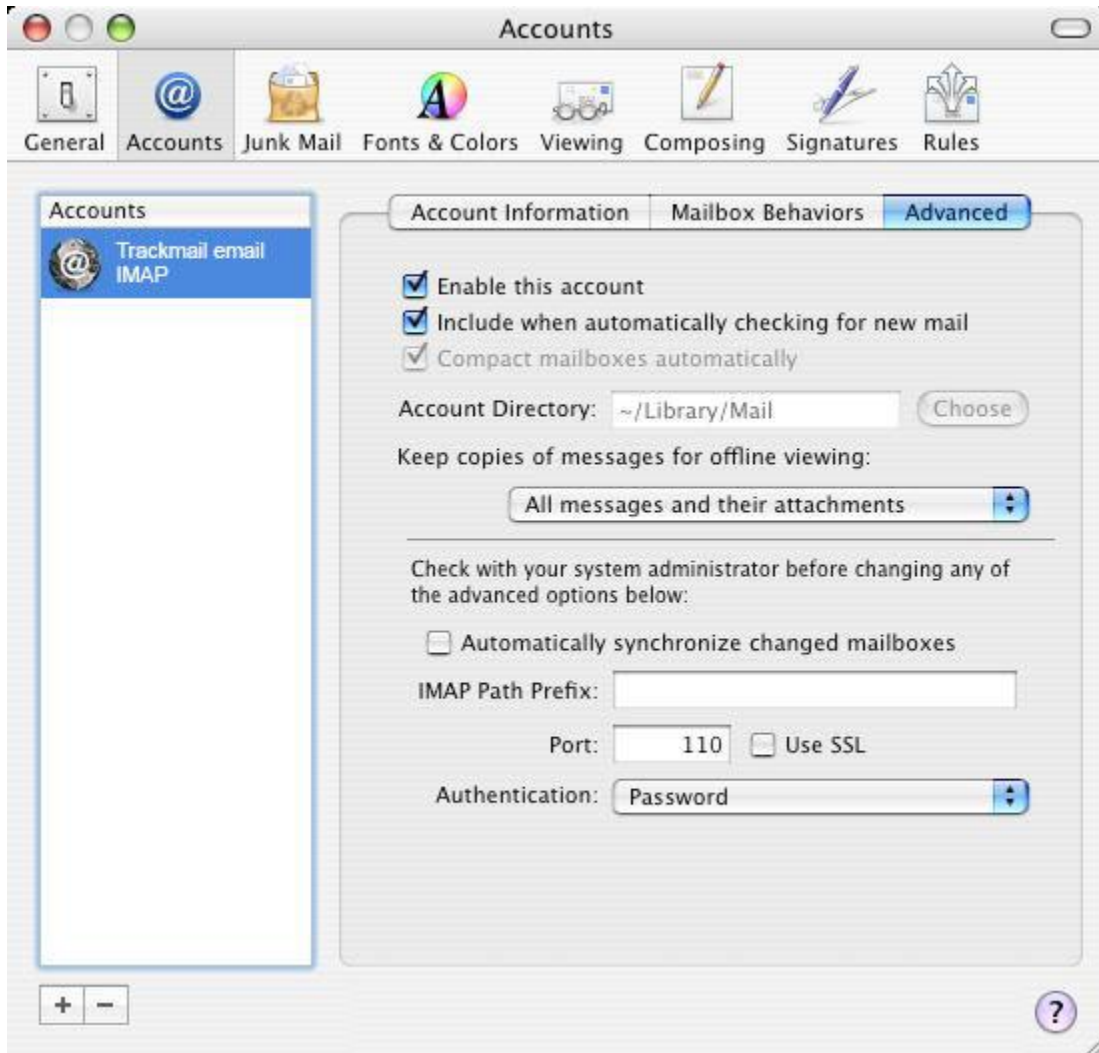 Accounts
General Accounts Junk Mail Fonts & Colors Viewing Composing Signatures Rules
Accounts
Trackmail email
IMAP
Account Information Mailbox Behaviors Advanced
Enable this account
Include when automatically checking for new mail
Compact mailboxes automatically
Account Directory: ~/Library/Mail Choose
Keep copies of messages for offline viewing:
All messages and their attachments
Check with your system administrator before changing any of
the advanced options below:
Automatically synchronize changed mailboxes
IMAP Path Prefix:
Port: 110 Use SSL
Authentication: Password
+ − ?